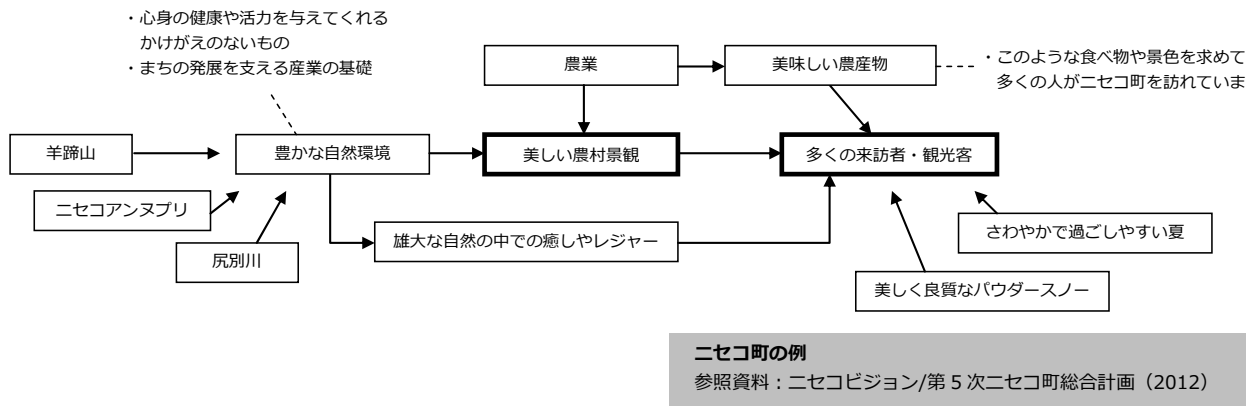 ・心身の健康や活力を与えてくれる
かけがえのないもの
・まちの発展を支える産業の基礎
農業
美味しい農産物
・このような食べ物や景色を求めて
多くの人がニセコ町を訪れていま
羊蹄山
豊かな自然環境
美しい農村景観
多くの来訪者・観光客
ニセコアンヌプリ
尻別川
雄大な自然の中での癒しやレジャー
さわやかで過ごしやすい夏
美しく良質なパウダースノー
ニセコ町の例
参照資料：ニセコビジョン/第 5 次ニセコ町総合計画（2012）